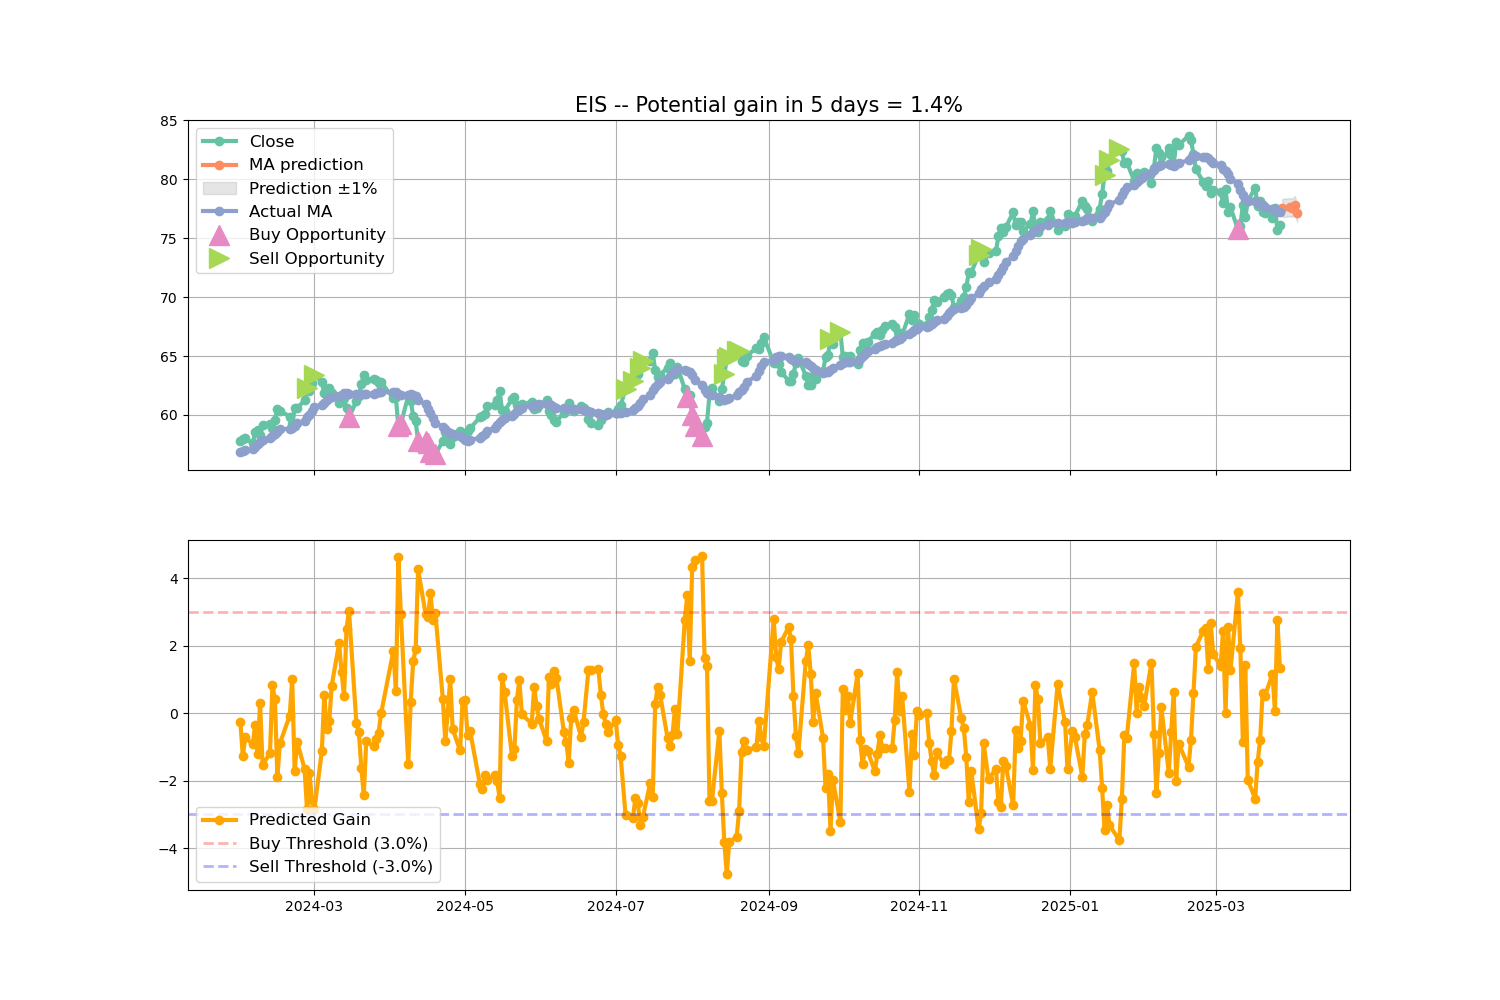 EIS -- Potential gain in 5 days = 1.4%
85
80
75
70
65
60
Close
MA prediction
Prediction ±1%
Actual MA
Buy Opportunity
Sell Opportunity
4
2
0
−2
−4
Predicted Gain
Buy Threshold (3.0%)
Sell Threshold (-3.0%)
2024-03 2024-05 2024-07 2024-09 2024-11 2025-01 2025-03